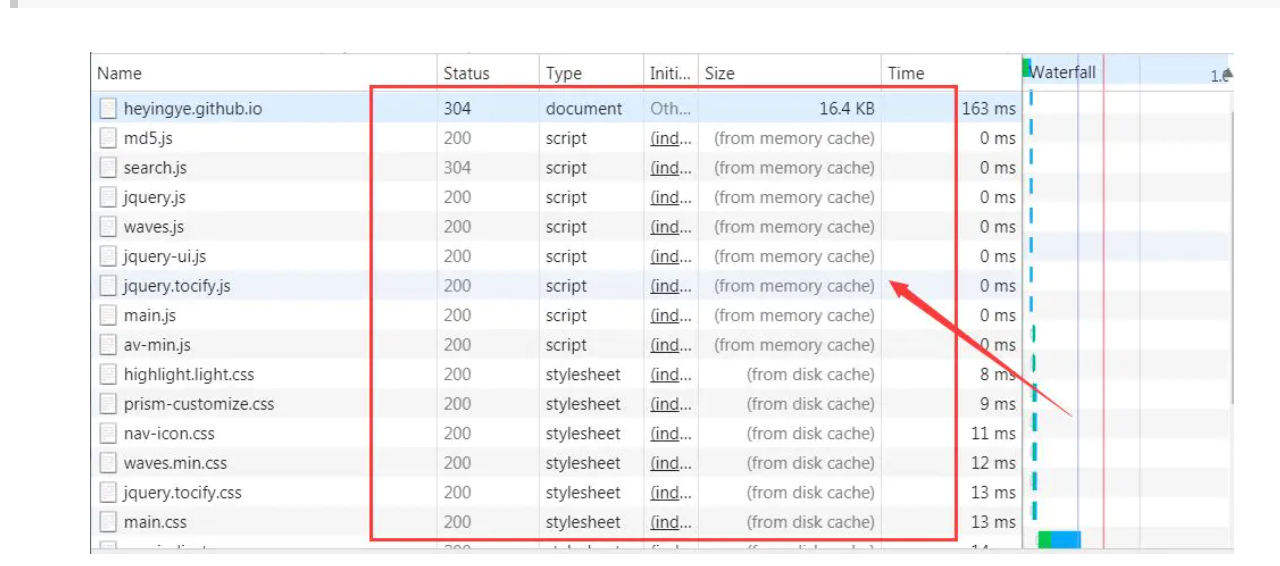 Name Status Type Initi... Size Time Waterfall
heyingye.github.io 304 document Oth... 16.4 KB 163 ms
md5.js 200 script (ind... (from memory cache) 0 ms
search.js 304 script (ind... (from memory cache) 0 ms
jquery.js 200 script (ind... (from memory cache) 0 ms
waves.js 200 script (ind... (from memory cache) 0 ms
jquery-ui.js 200 script (ind... (from memory cache) 0 ms
jquery.tocify.js 200 script (ind... (from memory cache) 0 ms
main.js 200 script (ind... (from memory cache) 0 ms
av-min.js 200 script (ind... (from memory cache) 0 ms
highlight.light.css 200 stylesheet (ind... (from disk cache) 8 ms
prism-customize.css 200 stylesheet (ind... (from disk cache) 9 ms
nav-icon.css 200 stylesheet (ind... (from disk cache) 11 ms
waves.min.css 200 stylesheet (ind... (from disk cache) 12 ms
jquery.tocify.css 200 stylesheet (ind... (from disk cache) 13 ms
main.css 200 stylesheet (ind... (from disk cache) 13 ms